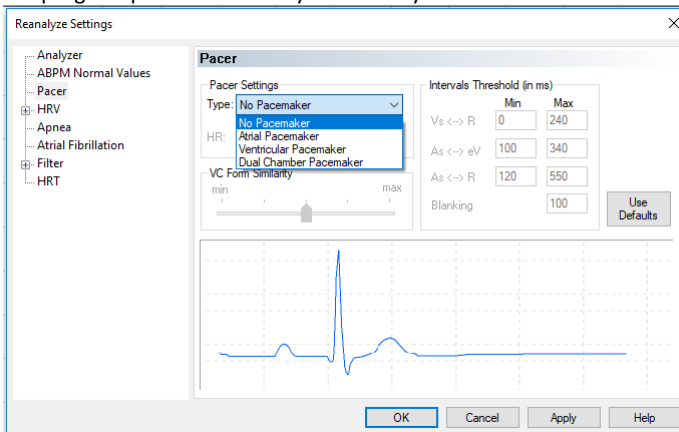 Reanalyze Settings
Analyzer
ABPM Normal Values
Pacer
HRV
Apnea
Atrial Fibrillation
Filter
HRT
Pacer
Pacer Settings
Type: No Pacemaker
No Pacemaker
Atrial Pacemaker
Ventricular Pacemaker
Dual Chamber Pacemaker
HR:
VC Form Similarity
min max
Intervals Threshold (in ms)
Min Max
Vs <--> R 0 240
As <--> eV 100 340
As <--> R 120 550
Blanking 100
Use Defaults
OK Cancel Apply Help